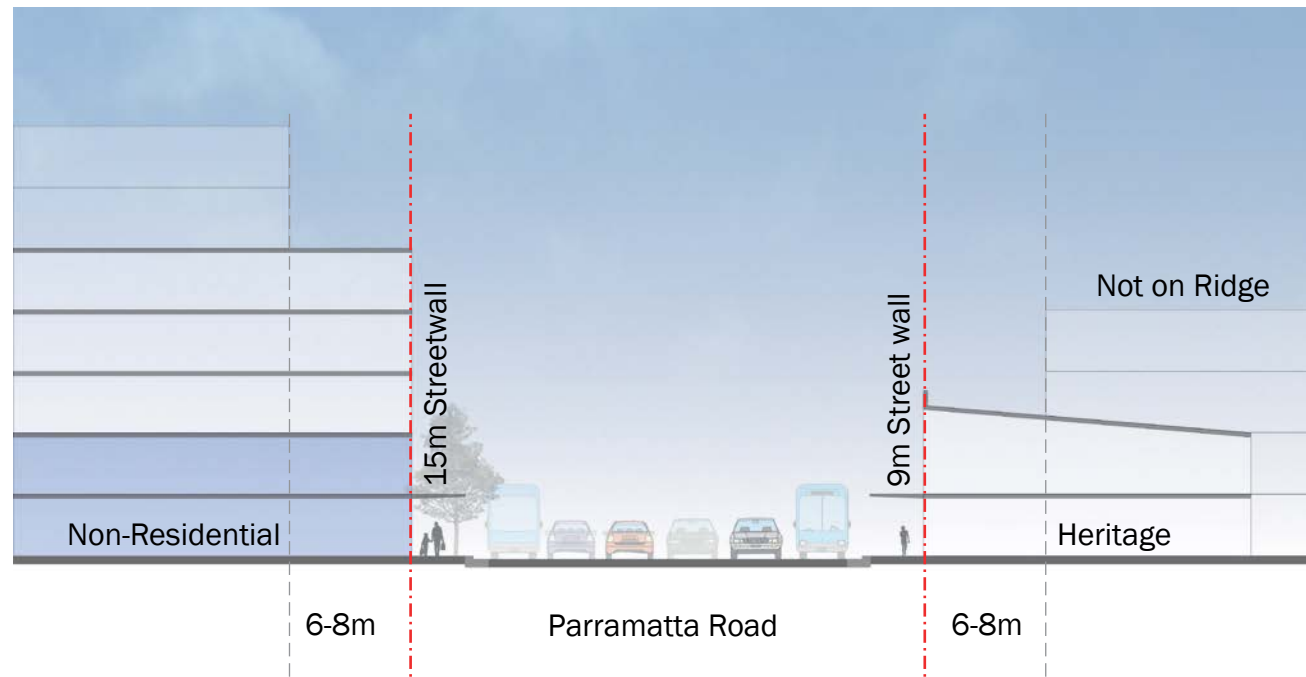 Not on Ridge
15m Streetwall
9m Street wall
Non-Residential
Heritage
6-8m
Parramatta Road
6-8m